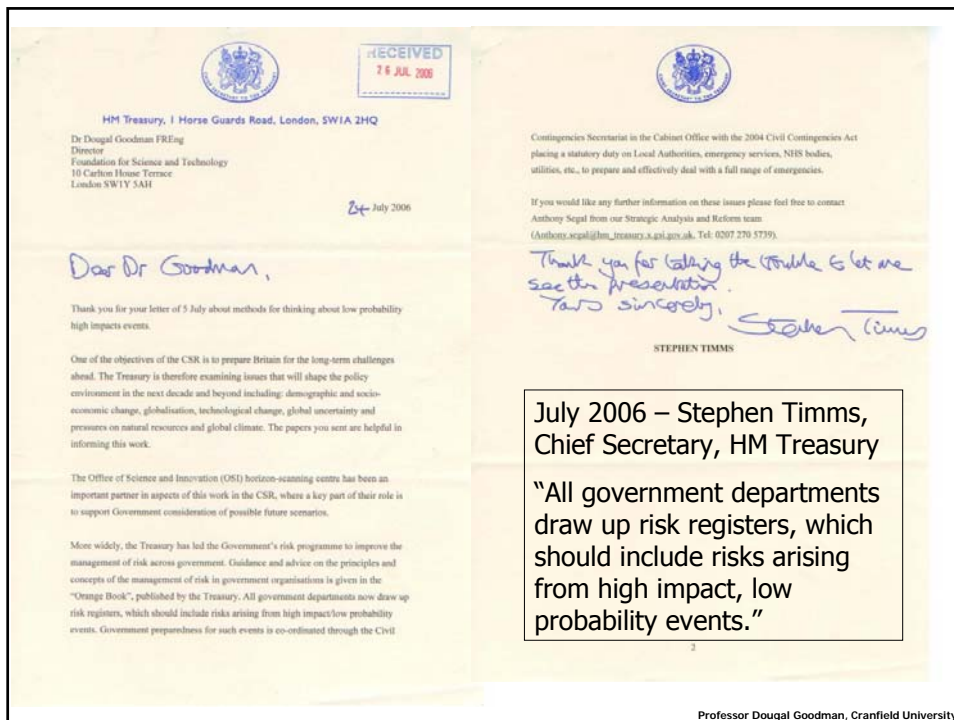 RECEIVED
26 JUL 2006
HM Treasury, 1 Horse Guards Road, London, SW1A 2HQ
Dr Dougal Goodman FREng
Director
Foundation for Science and Technology
10 Carlton House Terrace
London SW1Y 5AH
24 July 2006
Dear Dr Goodman,
Thank you for your letter of 5 July about methods for thinking about low probability
high impacts events.
One of the objectives of the CSR is to prepare Britain for the long-term challenges
ahead. The Treasury is therefore examining issues that will shape the policy
environment in the next decade and beyond including: demographic and socio-
economic change, globalisation, technological change, global uncertainty and
pressures on natural resources and global climate. The papers you sent are helpful in
informing this work.
The Office of Science and Innovation (OSI) horizon-scanning centre has been an
important partner in aspects of this work in the CSR, where a key part of their role is
to support Government consideration of possible future scenarios.
More widely, the Treasury has led the Government's risk programme to improve the
management of risk across government. Guidance and advice on the principles and
concepts of the management of risk in government organisations is given in the
"Orange Book", published by the Treasury. All government departments now draw up
risk registers, which should include risks arising from high impact/low probability
events. Government preparedness for such events is co-ordinated through the Civil
Contingencies Secretariat in the Cabinet Office with the 2004 Civil Contingencies Act
placing a statutory duty on Local Authorities, emergency services, NHS bodies,
utilities, etc., to prepare and effectively deal with a full range of emergencies.
If you would like any further information on these issues please feel free to contact
Anthony Segal from our Strategic Analysis and Reform team
(Anthony.segal@hm_treasury.x.gsi.gov.uk, Tel: 0207 270 5739).
Thank you for taking the trouble to let me
see the presentation.
Yours sincerely,
Stephen Timms
STEPHEN TIMMS
July 2006 – Stephen Timms,
Chief Secretary, HM Treasury
“All government departments
draw up risk registers, which
should include risks arising
from high impact, low
probability events.”
2
Professor Dougal Goodman, Cranfield University